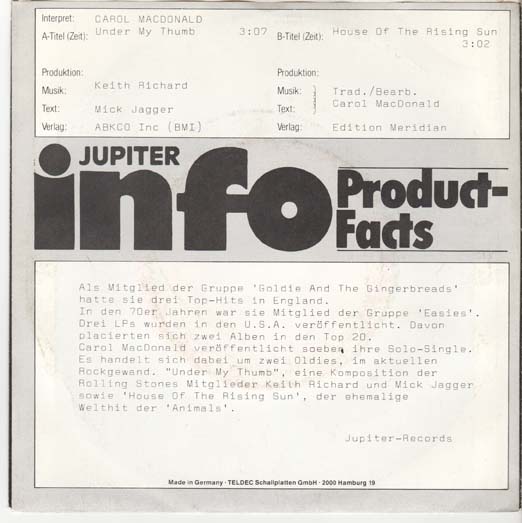 Interpret: CAROL MACDONALD
A-Titel (Zeit): Under My Thumb 3:07 B-Titel (Zeit): House Of The Rising Sun
3:02
Produktion: Produktion:
Musik: Keith Richard Musik: } Trad./Bearb.
Text: Mick Jagger Text: } Carol MacDonald
Verlag: ABKCO Inc (BMI) Verlag: Edition Meridian
JUPITER
info Product-
Facts
Als Mitglied der Gruppe 'Goldie And The Gingerbreads'
hatte sie drei Top-Hits in England.
In den 70er Jahren war sie Mitglied der Gruppe 'Easies'.
Drei LPs wurden in den U.S.A. veröffentlicht. Davon
placierten sich zwei Alben in den Top 20.
Carol MacDonald veröffentlicht soeben ihre Solo-Single.
Es handelt sich dabei um zwei Oldies, im aktuellen
Rockgewand. "Under My Thumb", eine Komposition der
Rolling Stones Mitglieder Keith Richard und Mick Jagger
sowie 'House Of The Rising Sun', der ehemalige
Welthit der 'Animals'.
Jupiter-Records
Made in Germany · TELDEC Schallplatten GmbH · 2000 Hamburg 19